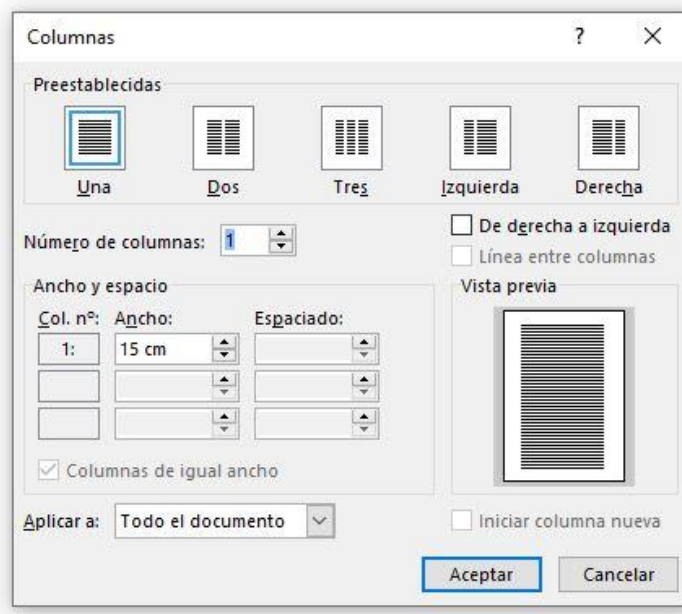 Columnas ?
Preestablecidas
Una Dos Tres Izquierda Derecha
Número de columnas: 1
De derecha a izquierda
Línea entre columnas
Ancho y espacio
Col. nº: Ancho: Espaciado:
1: 15 cm
Columnas de igual ancho
Vista previa
Aplicar a: Todo el documento
Iniciar columna nueva
Aceptar Cancelar